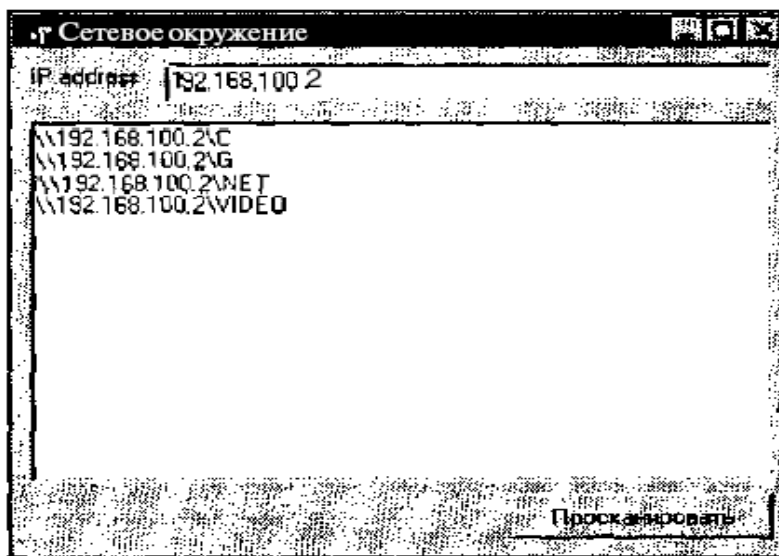 Сетевое окружение
IP address 192.168.100.2
\\192.168.100.2\C
\\192.168.100.2\G
\\192.168.100.2\NET
\\192.168.100.2\VIDEO
Просканировать